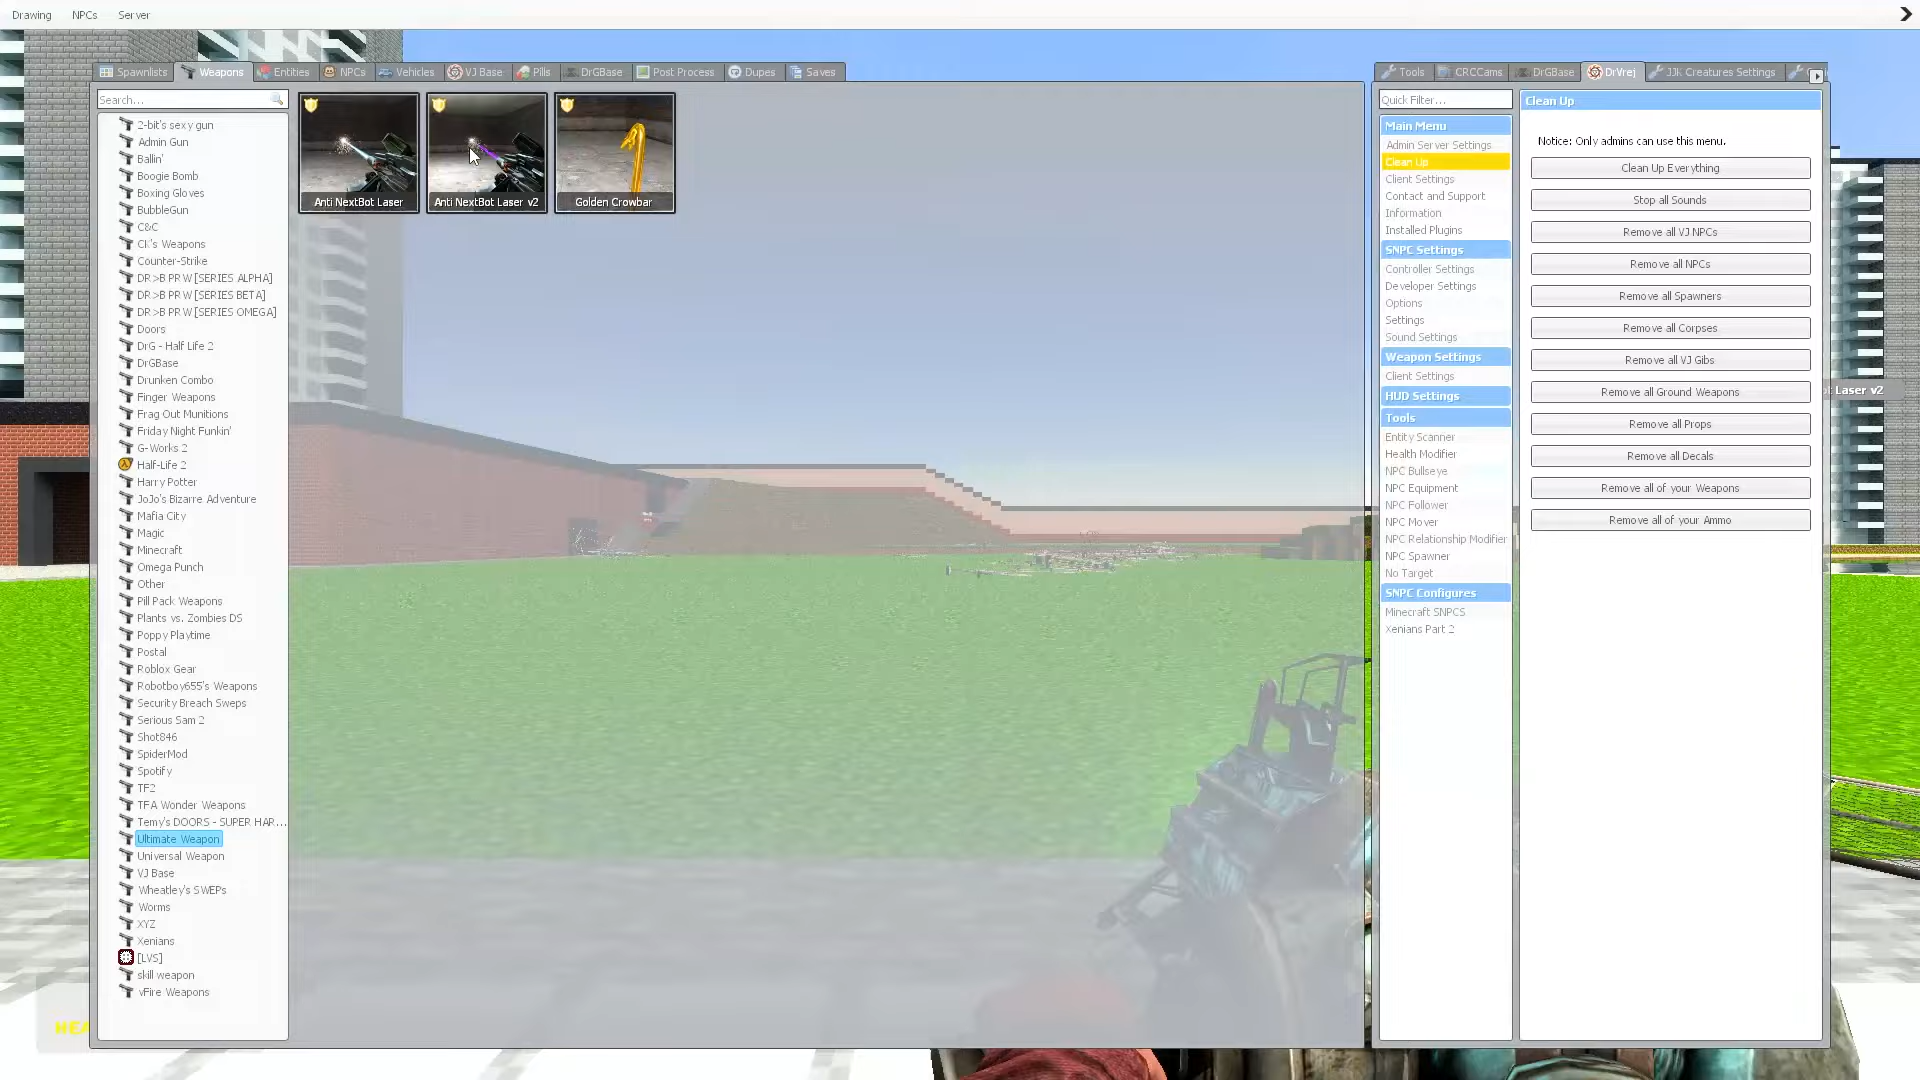 Drawing NPCs Server
Spawnlists Weapons Entities NPCs Vehicles VJ Base Pills DrGBase Post Process Dupes Saves
Search...
2-bit's sexy gun
Admin Gun
Ballin'
Boogie Bomb
Boxing Gloves
BubbleGun
C&C
CK's Weapons
Counter-Strike
DR>B PR W [SERIES ALPHA]
DR>B PR W [SERIES BETA]
DR>B PR W [SERIES OMEGA]
Doors
DrG - Half Life 2
DrGBase
Drunken Combo
Finger Weapons
Frag Out Munitions
Friday Night Funkin'
G-Works 2
Half-Life 2
Harry Potter
JoJo's Bizarre Adventure
Mafia City
Magic
Minecraft
Omega Punch
Other
Pill Pack Weapons
Plants vs. Zombies DS
Poppy Playtime
Postal
Roblox Gear
Robotboy655's Weapons
Security Breach Sweps
Serious Sam 2
Shot846
SpiderMod
Spotify
TF2
TFA Wonder Weapons
Temy's DOORS - SUPER HAR...
Ultimate Weapon
Universal Weapon
VJ Base
Wheatley's SWEPs
Worms
XYZ
Xenians
[LVS]
skill weapon
vFire Weapons
Anti NextBot Laser
Anti NextBot Laser v2
Golden Crowbar
Tools CRCCams DrGBase DrVrej JJK Creatures Settings
Quick Filter...
Main Menu
Admin Server Settings
Clean Up
Client Settings
Contact and Support
Information
Installed Plugins
SNPC Settings
Controller Settings
Developer Settings
Options
Settings
Sound Settings
Weapon Settings
Client Settings
HUD Settings
Tools
Entity Scanner
Health Modifier
NPC Bullseye
NPC Equipment
NPC Follower
NPC Mover
NPC Relationship Modifier
NPC Spawner
No Target
SNPC Configures
Minecraft SNPCS
Xenians Part 2
Clean Up
Notice: Only admins can use this menu.
Clean Up Everything
Stop all Sounds
Remove all VJ NPCs
Remove all NPCs
Remove all Spawners
Remove all Corpses
Remove all VJ Gibs
Remove all Ground Weapons
Remove all Props
Remove all Decals
Remove all of your Weapons
Remove all of your Ammo
Laser v2
HEA